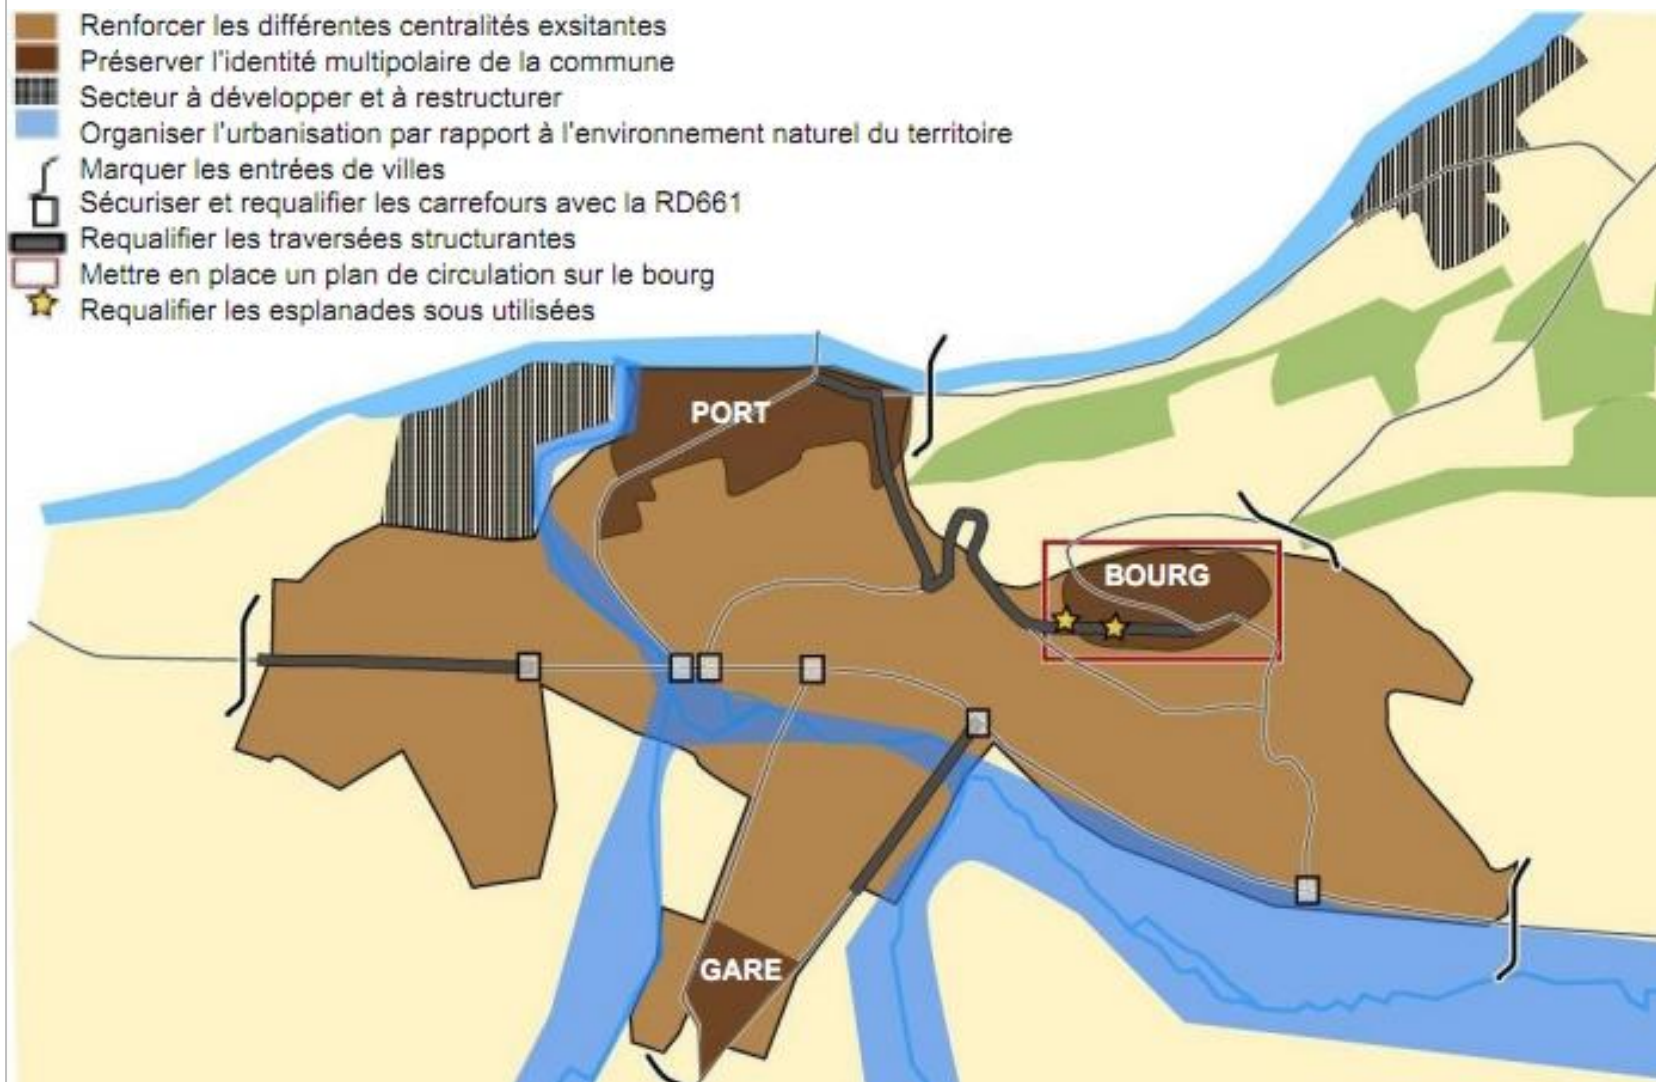 Renforcer les différentes centralités exsitantes
Préserver l'identité multipolaire de la commune
Secteur à développer et à restructurer
Organiser l'urbanisation par rapport à l'environnement naturel du territoire
Marquer les entrées de villes
Sécuriser et requalifier les carrefours avec la RD661
Requalifier les traversées structurantes
Mettre en place un plan de circulation sur le bourg
Requalifier les esplanades sous utilisées
PORT
BOURG
GARE